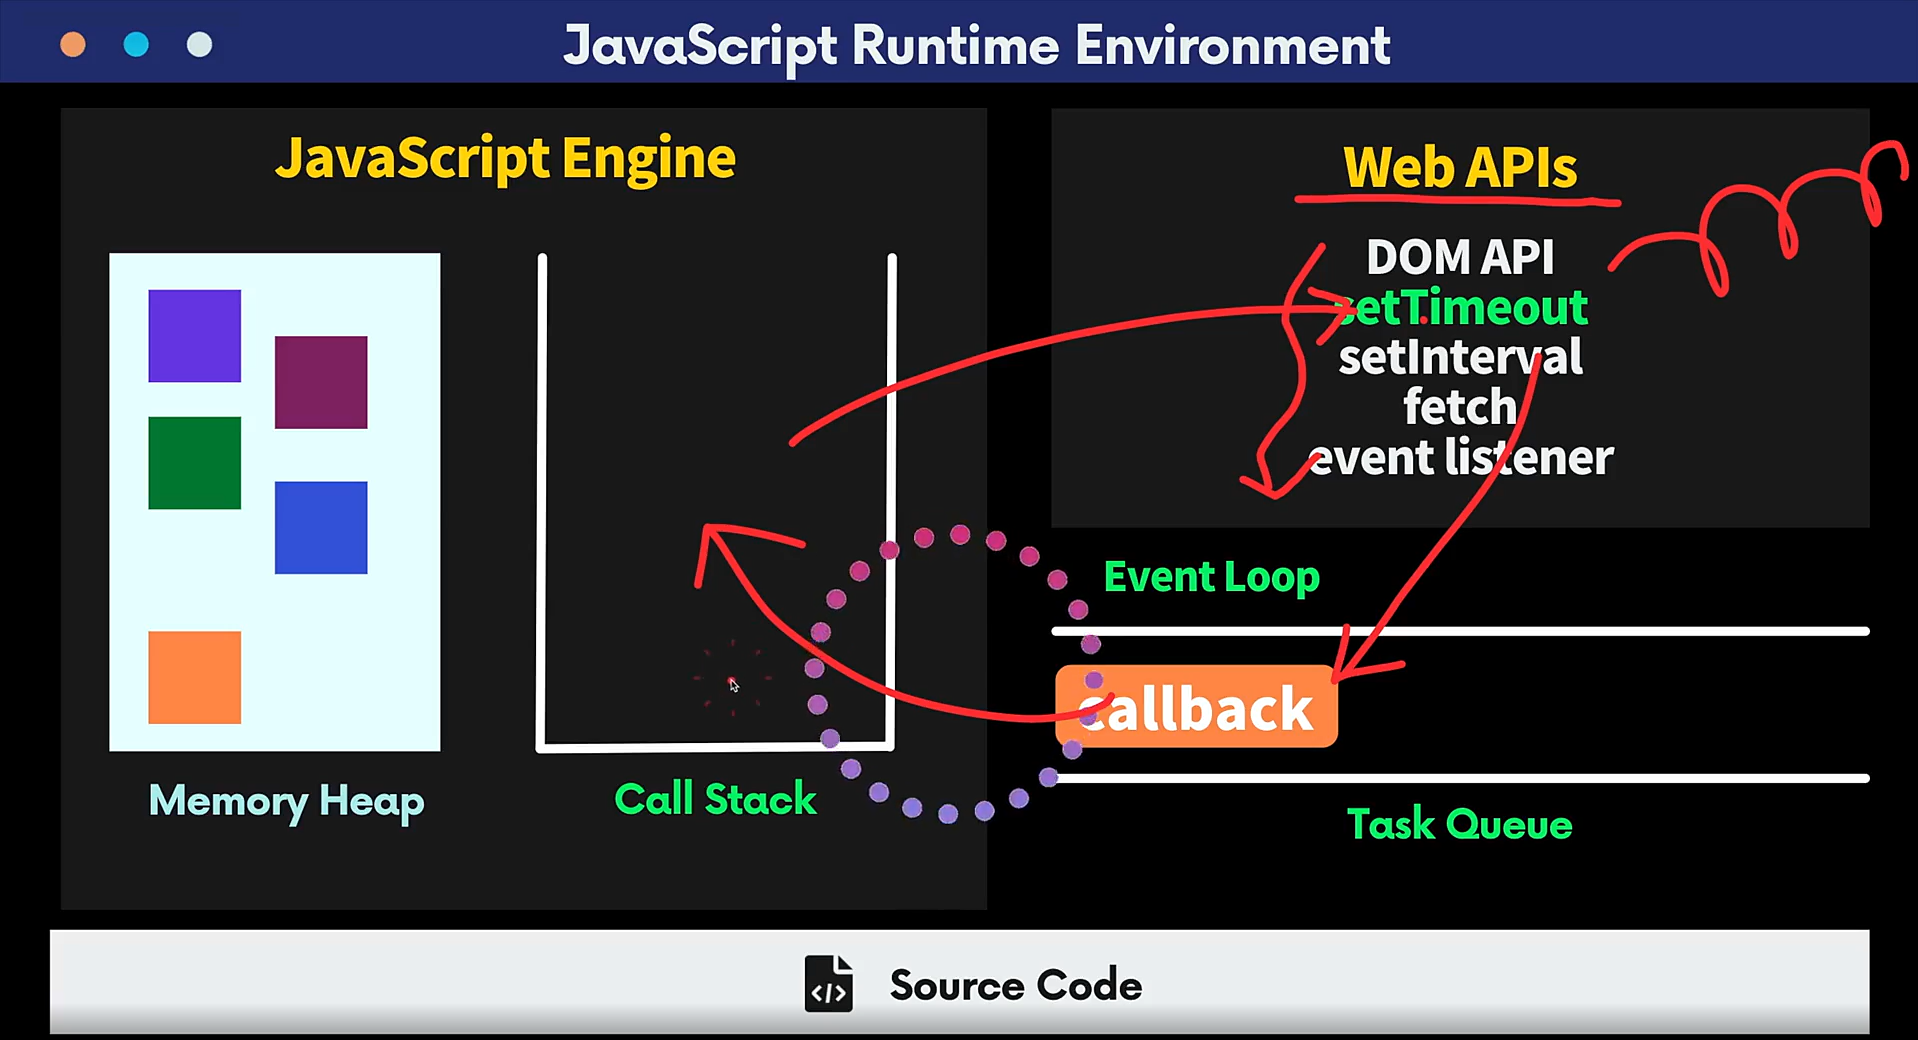 JavaScript Runtime Environment
JavaScript Engine
Memory Heap
Call Stack
Web APIs
DOM API
setTimeout
setInterval
fetch
event listener
Event Loop
callback
Task Queue
</> Source Code